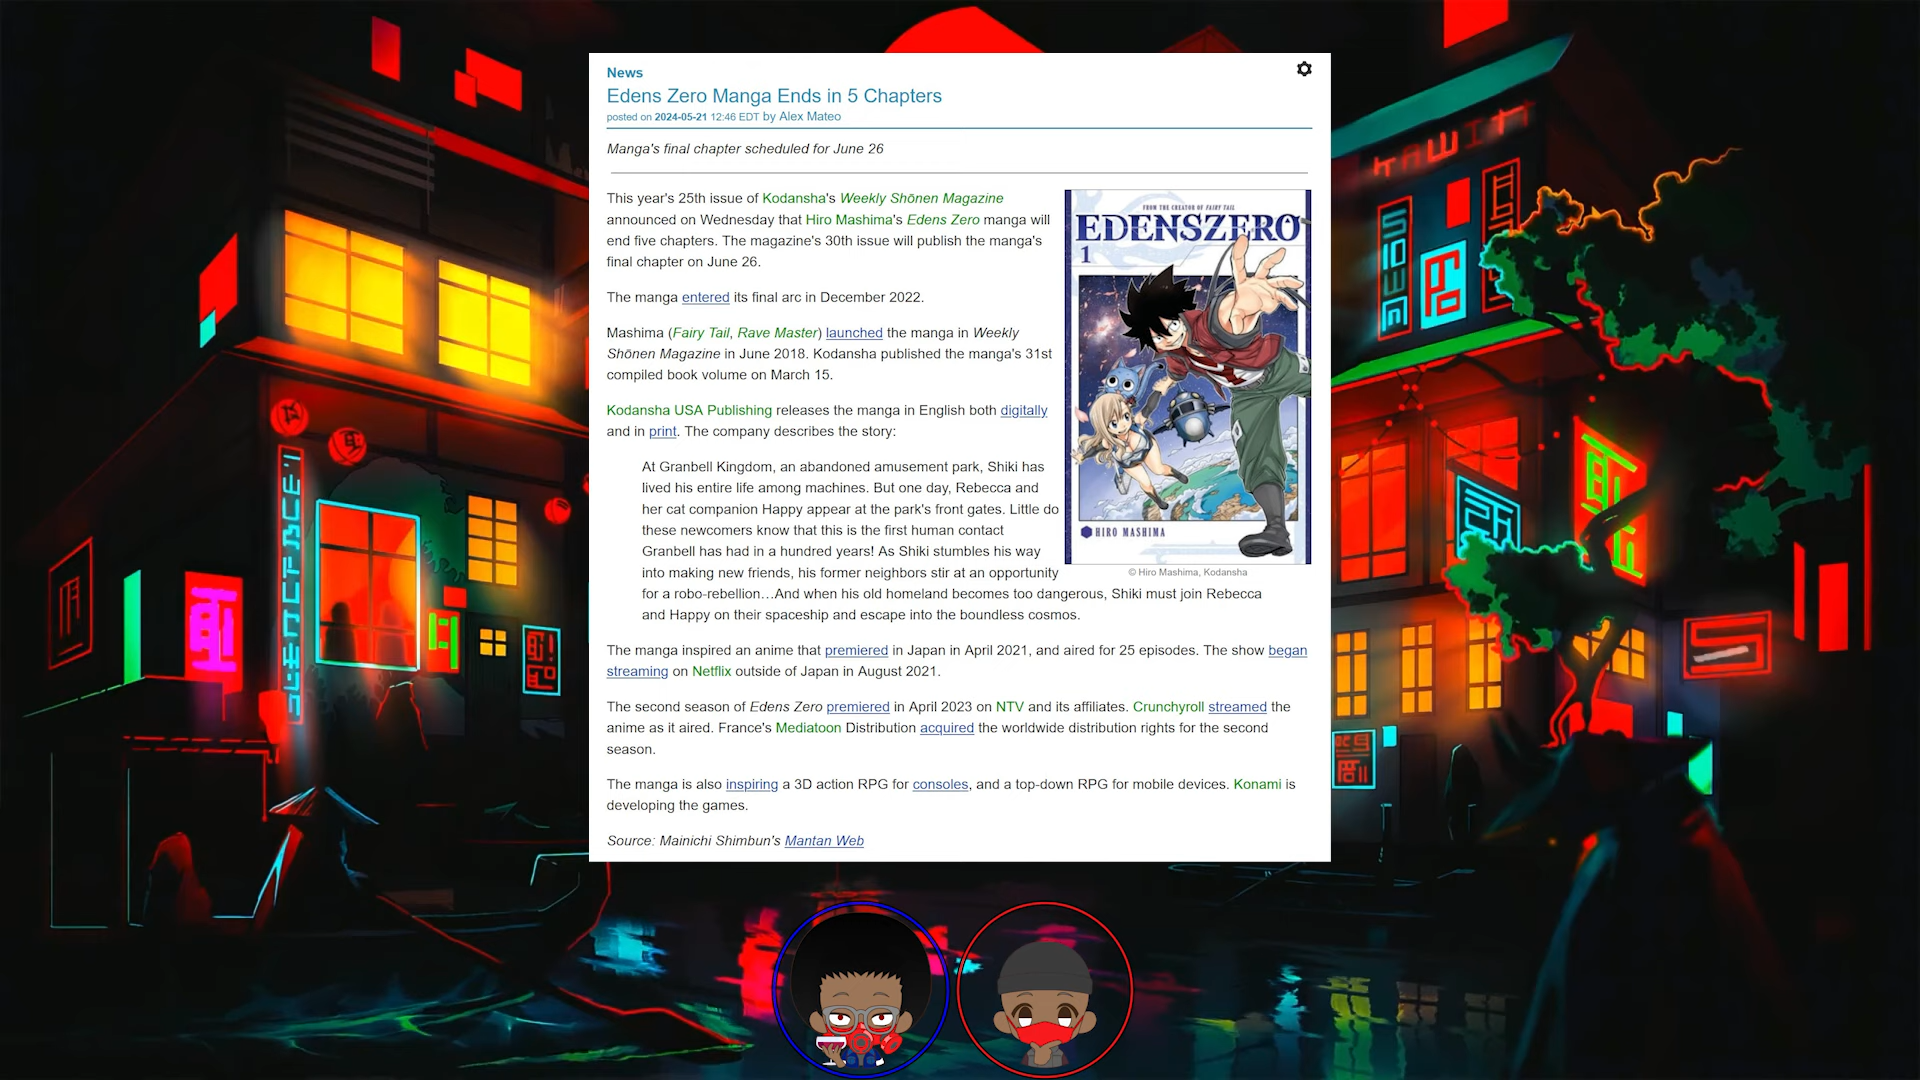 News
Edens Zero Manga Ends in 5 Chapters
posted on 2024-05-21 12:46 EDT by Alex Mateo
Manga's final chapter scheduled for June 26
This year's 25th issue of Kodansha's Weekly Shōnen Magazine
announced on Wednesday that Hiro Mashima's Edens Zero manga will
end five chapters. The magazine's 30th issue will publish the manga's
final chapter on June 26.
The manga entered its final arc in December 2022.
Mashima (Fairy Tail, Rave Master) launched the manga in Weekly
Shōnen Magazine in June 2018. Kodansha published the manga's 31st
compiled book volume on March 15.
Kodansha USA Publishing releases the manga in English both digitally
and in print. The company describes the story:
At Granbell Kingdom, an abandoned amusement park, Shiki has
lived his entire life among machines. But one day, Rebecca and
her cat companion Happy appear at the park's front gates. Little do
these newcomers know that this is the first human contact
Granbell has had in a hundred years! As Shiki stumbles his way
into making new friends, his former neighbors stir at an opportunity
for a robo-rebellion…And when his old homeland becomes too dangerous, Shiki must join Rebecca
and Happy on their spaceship and escape into the boundless cosmos.
FROM THE CREATOR OF FAIRY TAIL
EDENSZERO
1
HIRO MASHIMA
© Hiro Mashima, Kodansha
The manga inspired an anime that premiered in Japan in April 2021, and aired for 25 episodes. The show began
streaming on Netflix outside of Japan in August 2021.
The second season of Edens Zero premiered in April 2023 on NTV and its affiliates. Crunchyroll streamed the
anime as it aired. France's Mediatoon Distribution acquired the worldwide distribution rights for the second
season.
The manga is also inspiring a 3D action RPG for consoles, and a top-down RPG for mobile devices. Konami is
developing the games.
Source: Mainichi Shimbun's Mantan Web